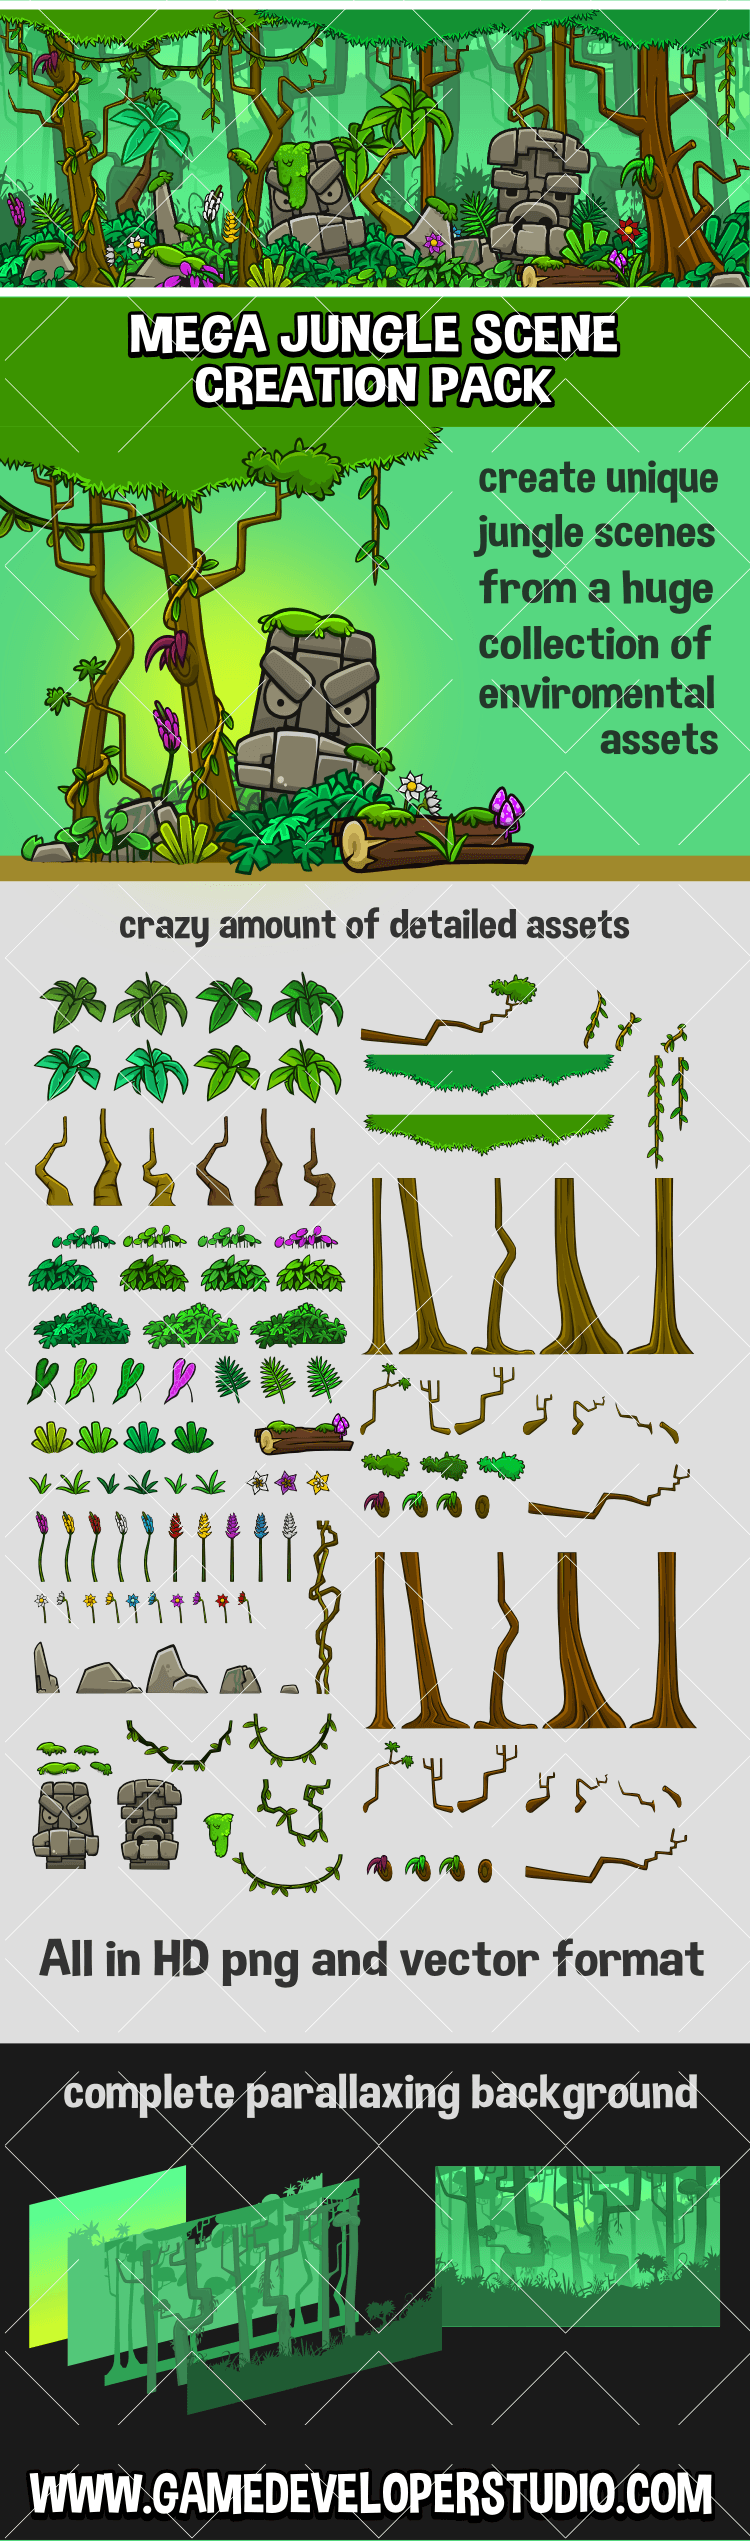 MEGA JUNGLE SCENE
CREATION PACK
create unique
jungle scenes
from a huge
collection of
enviromental
assets
crazy amount of detailed assets
All in HD png and vector format
complete parallaxing background
WWW.GAMEDEVELOPERSTUDIO.COM